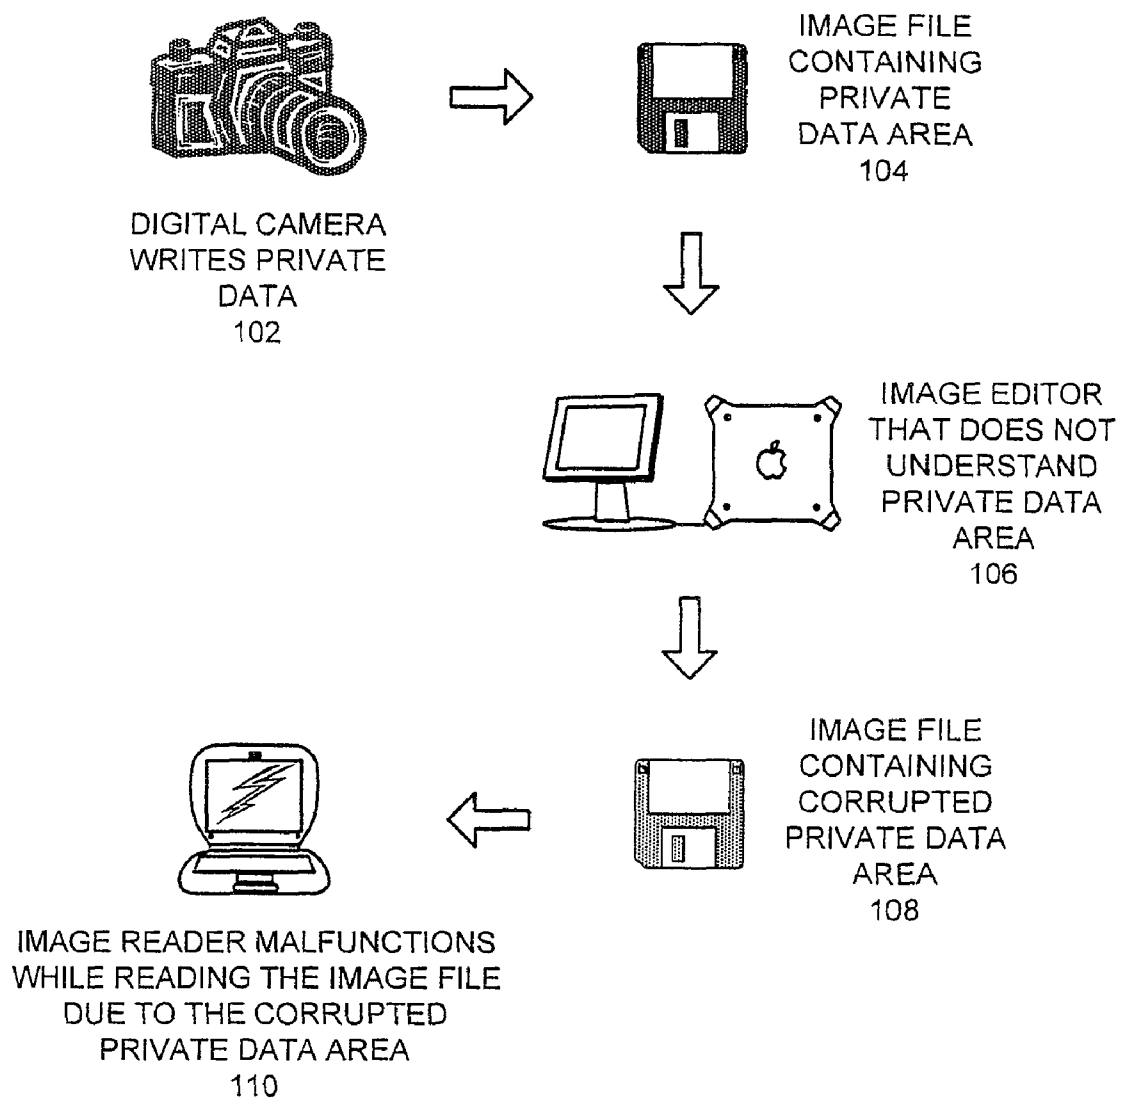 DIGITAL CAMERA
WRITES PRIVATE
DATA
102
IMAGE FILE
CONTAINING
PRIVATE
DATA AREA
104
IMAGE EDITOR
THAT DOES NOT
UNDERSTAND
PRIVATE DATA
AREA
106
IMAGE FILE
CONTAINING
CORRUPTED
PRIVATE DATA
AREA
108
IMAGE READER MALFUNCTIONS
WHILE READING THE IMAGE FILE
DUE TO THE CORRUPTED
PRIVATE DATA AREA
110